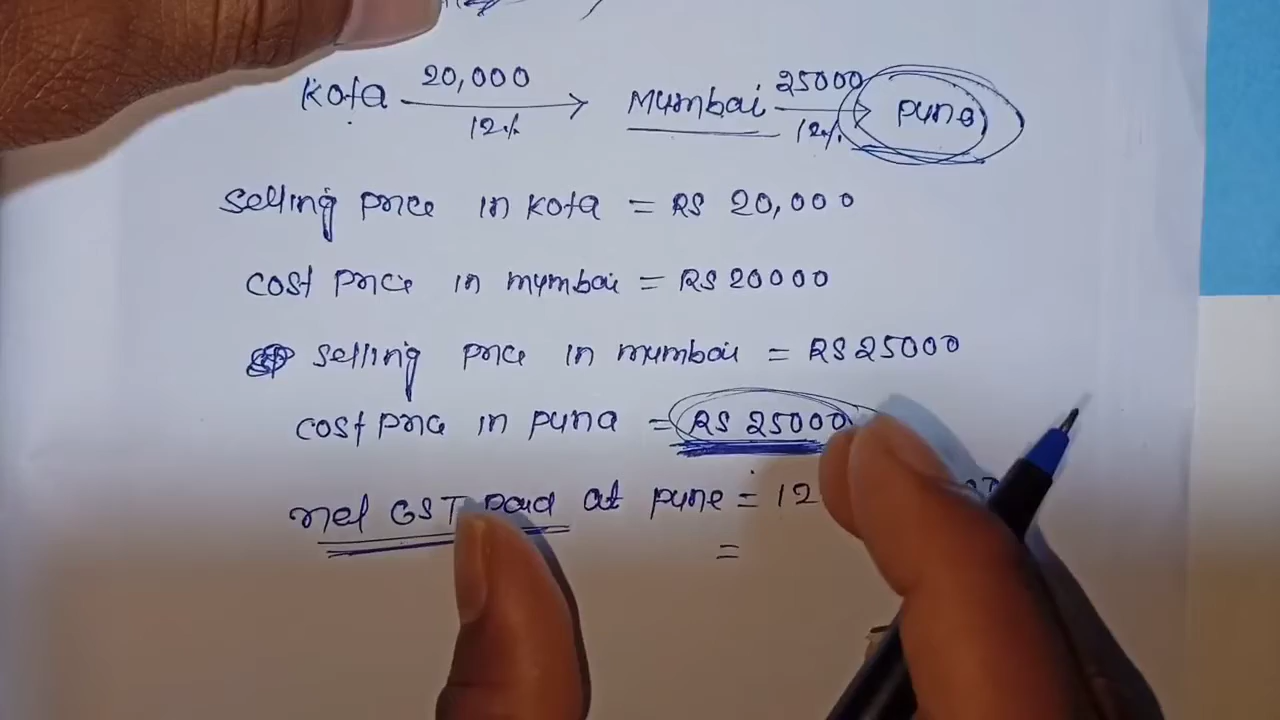 Kota 20,000 12% Mumbai 25000 12% Puna
Selling price in Kota = RS 20,000
cost price in mumbai = RS 20000
selling price in mumbai = RS 25000
cost price in puna = RS 25000
net GST paid at pune = 12
=